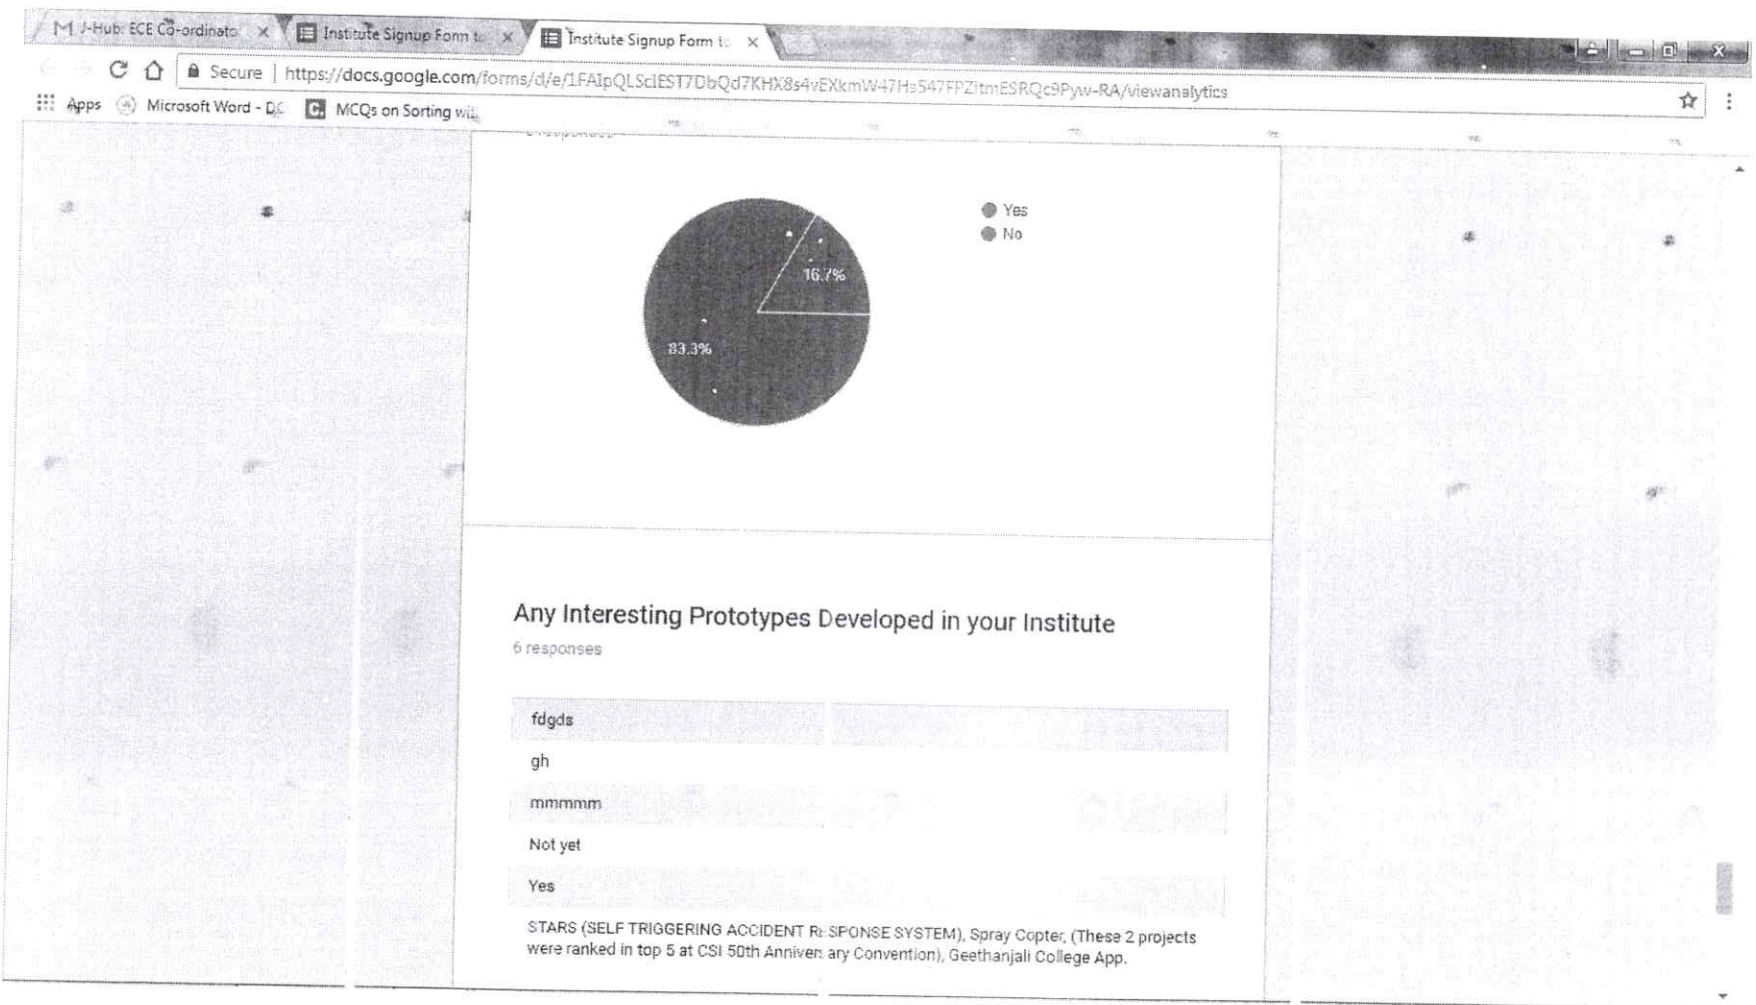 J-Hub: ECE Co-ordinato
Institute Signup Form t
Institute Signup Form to
Secure | https://docs.google.com/forms/d/e/
/viewanalytics
Apps
Microsoft Word - DC
MCQs on Sorting wit
Yes
No
16.7%
83.3%
Any Interesting Prototypes Developed in your Institute
6 responses
fdgds
gh
mmmmm
Not yet
Yes
STARS (SELF TRIGGERING ACCIDENT RESPONSE SYSTEM), Spray Copter, (These 2 projects
were ranked in top 5 at CSI 50th Anniversary Convention), Geethanjali College App.